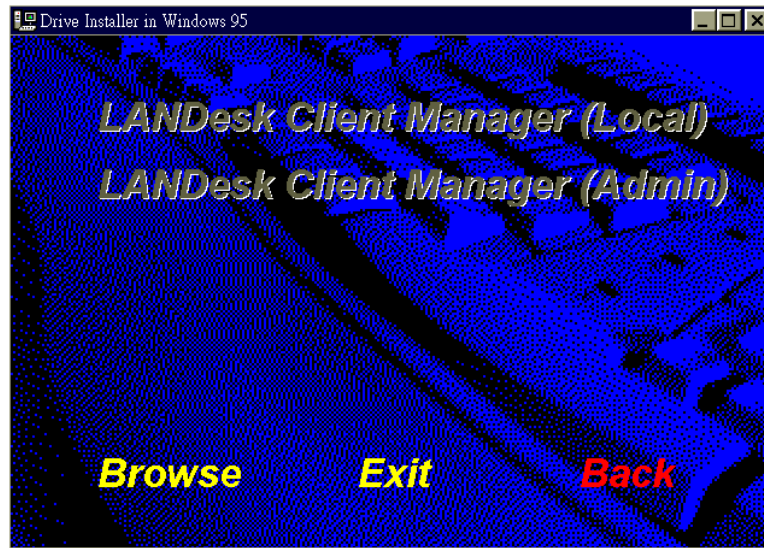 Drive Installer in Windows 95
LANDesk Client Manager (Local)
LANDesk Client Manager (Admin)
Browse Exit Back